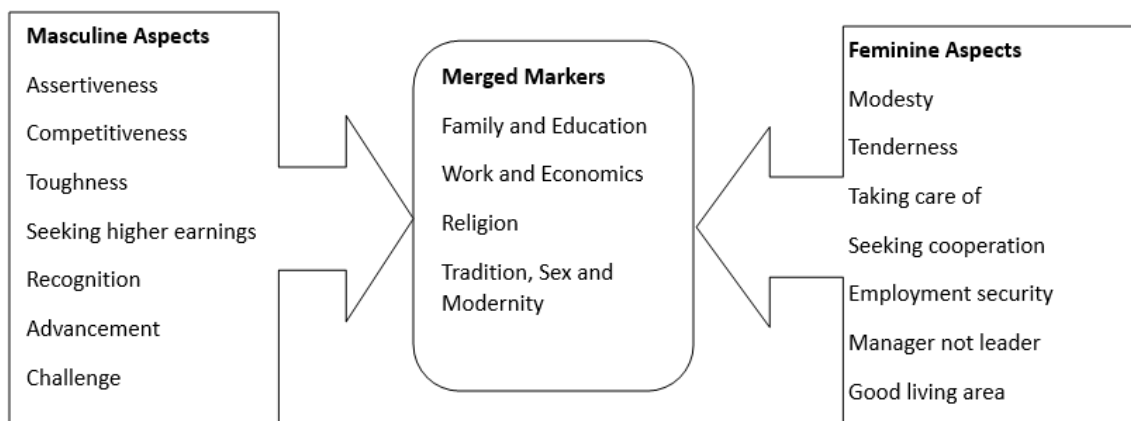 Masculine Aspects
Assertiveness
Competitiveness
Toughness
Seeking higher earnings
Recognition
Advancement
Challenge
Merged Markers
Family and Education
Work and Economics
Religion
Tradition, Sex and
Modernity
Feminine Aspects
Modesty
Tenderness
Taking care of
Seeking cooperation
Employment security
Manager not leader
Good living area